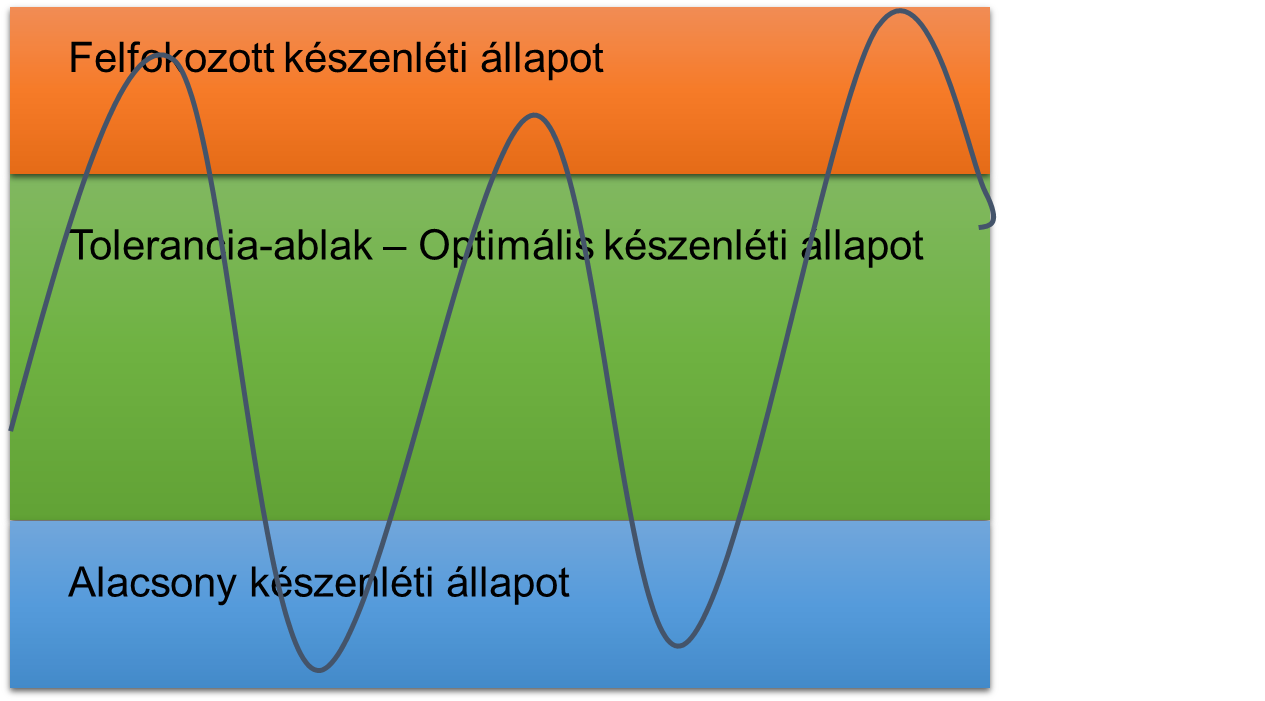 Felfokozott készenléti állapot
Tolerancia-ablak – Optimális készenléti állapot
Alacsony készenléti állapot